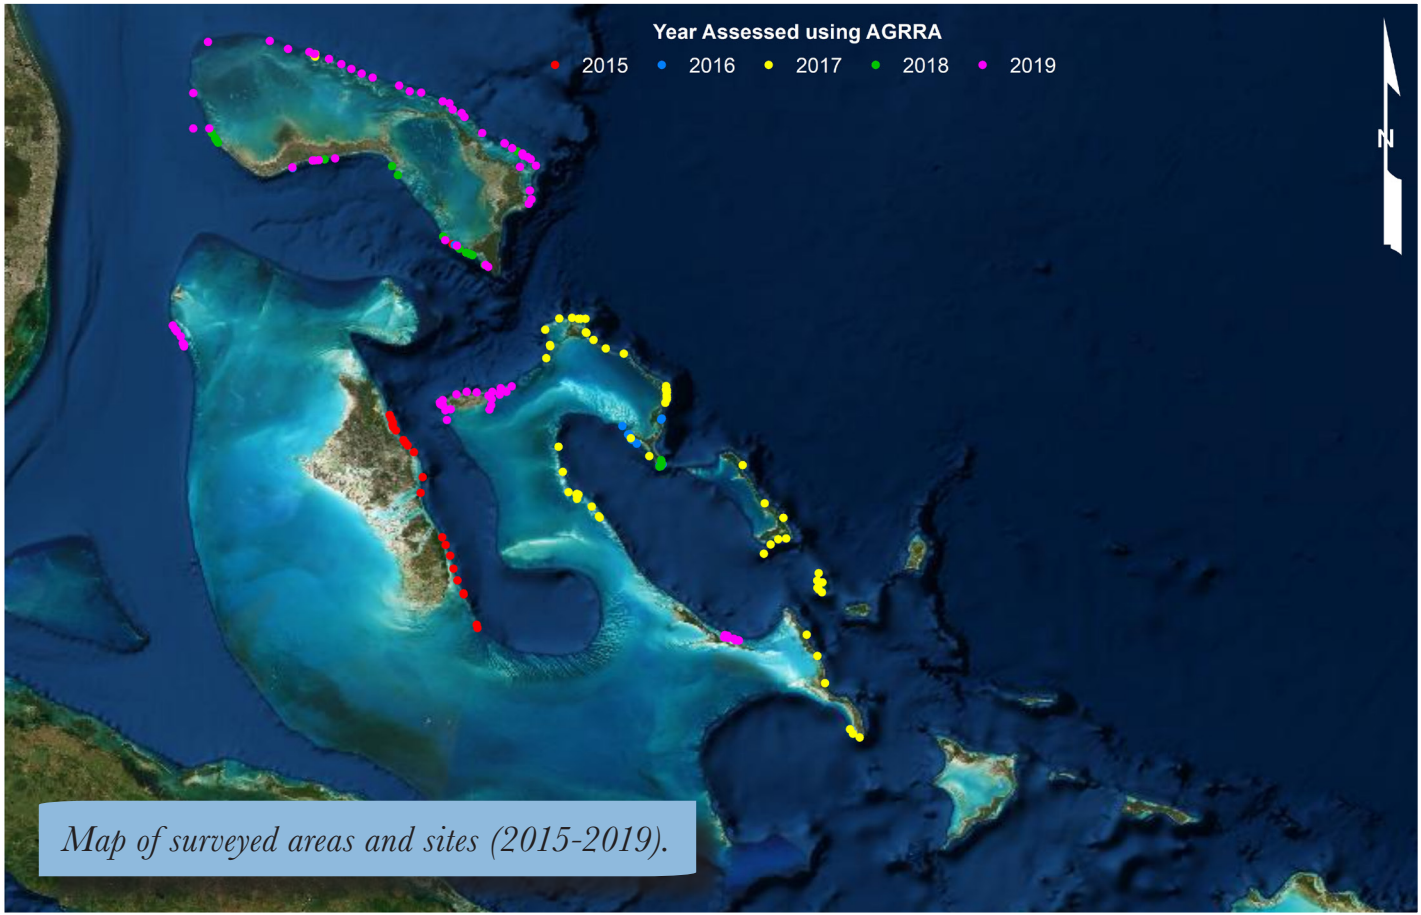 Year Assessed using AGRRA
2015 2016 2017 2018 2019
N
Map of surveyed areas and sites (2015-2019).